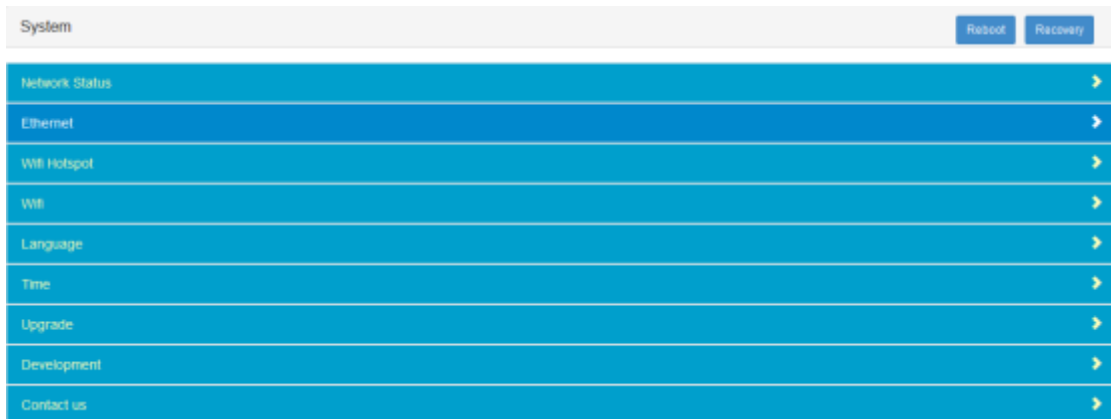 System
Reboot Recovery
Network Status
Ethernet
Wifi Hotspot
Wifi
Language
Time
Upgrade
Development
Contact us